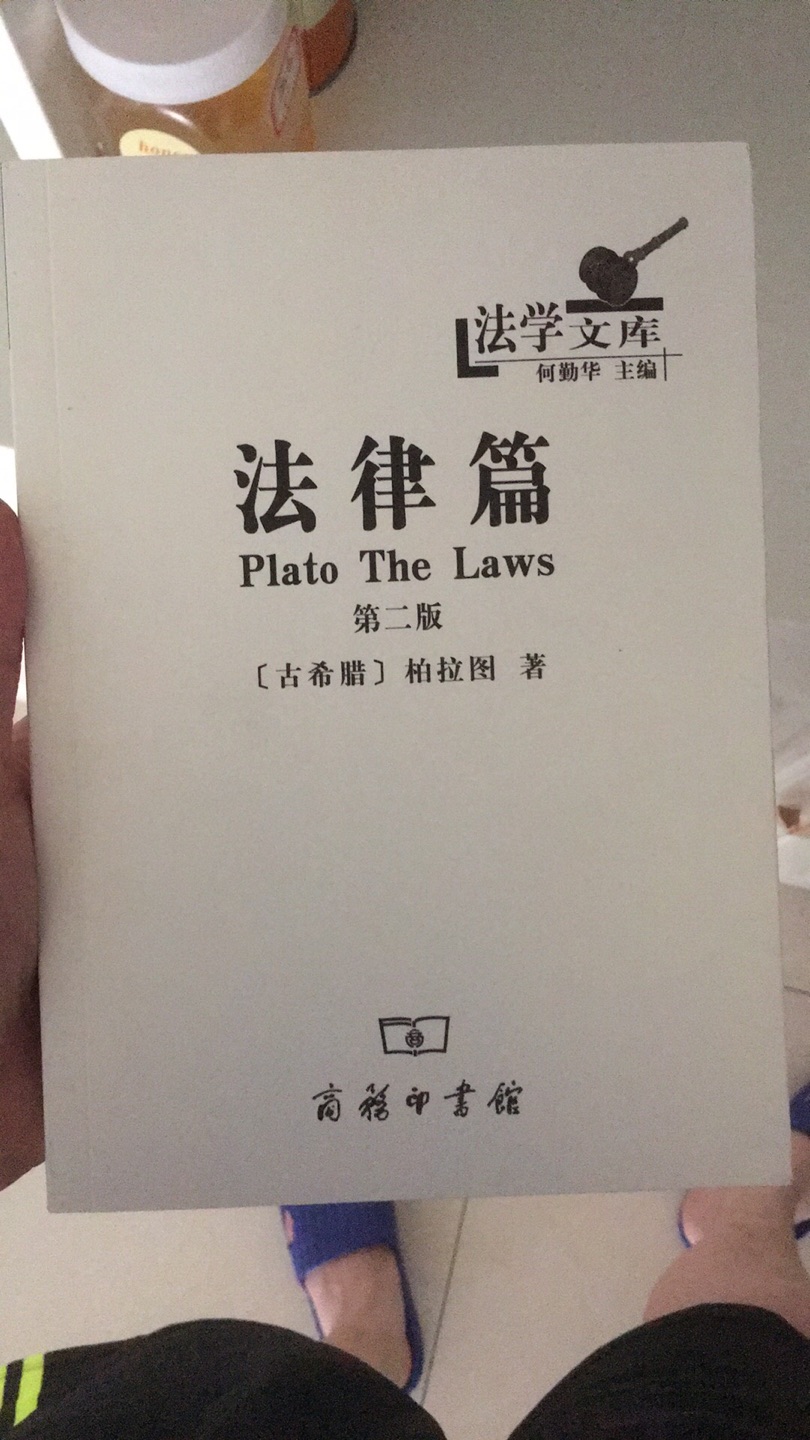 法学文库
何勤华 主编
法律篇
Plato The Laws
第二版
〔古希腊〕柏拉图 著
商務印書館